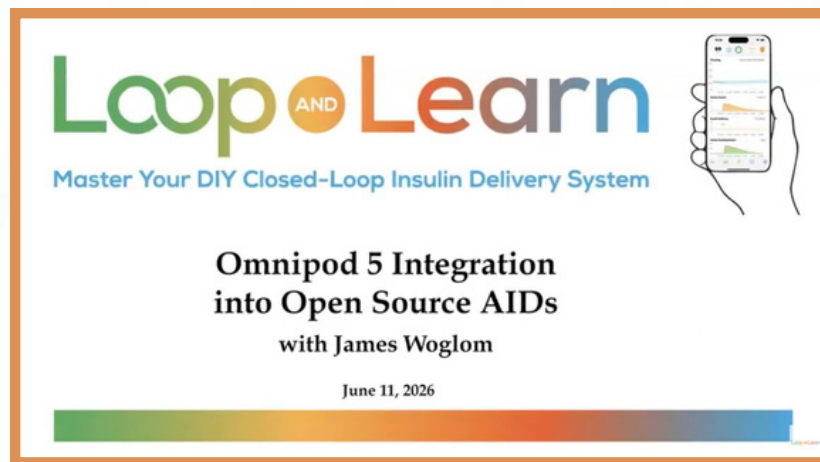 Loop AND Learn
Master Your DIY Closed-Loop Insulin Delivery System
Omnipod 5 Integration
into Open Source AIDs
with James Woglom
June 11, 2026